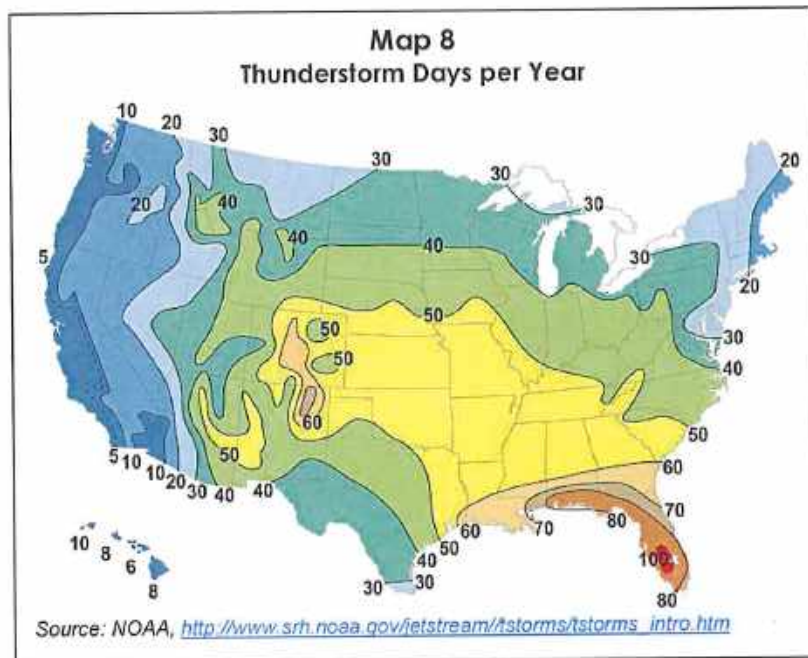 Map 8
Thunderstorm Days per Year
10 20 30 30 30 30 20
20 40 40 40 30 20
5 50 50 50 30 40
60 50 50 60
5 10 10 20 30 40 40 60 70 80 70
10 8 6 8 30 30 40 50 100 80
Source: NOAA, http://www.srh.noaa.gov/jetstream//tstorms/tstorms_intro.htm